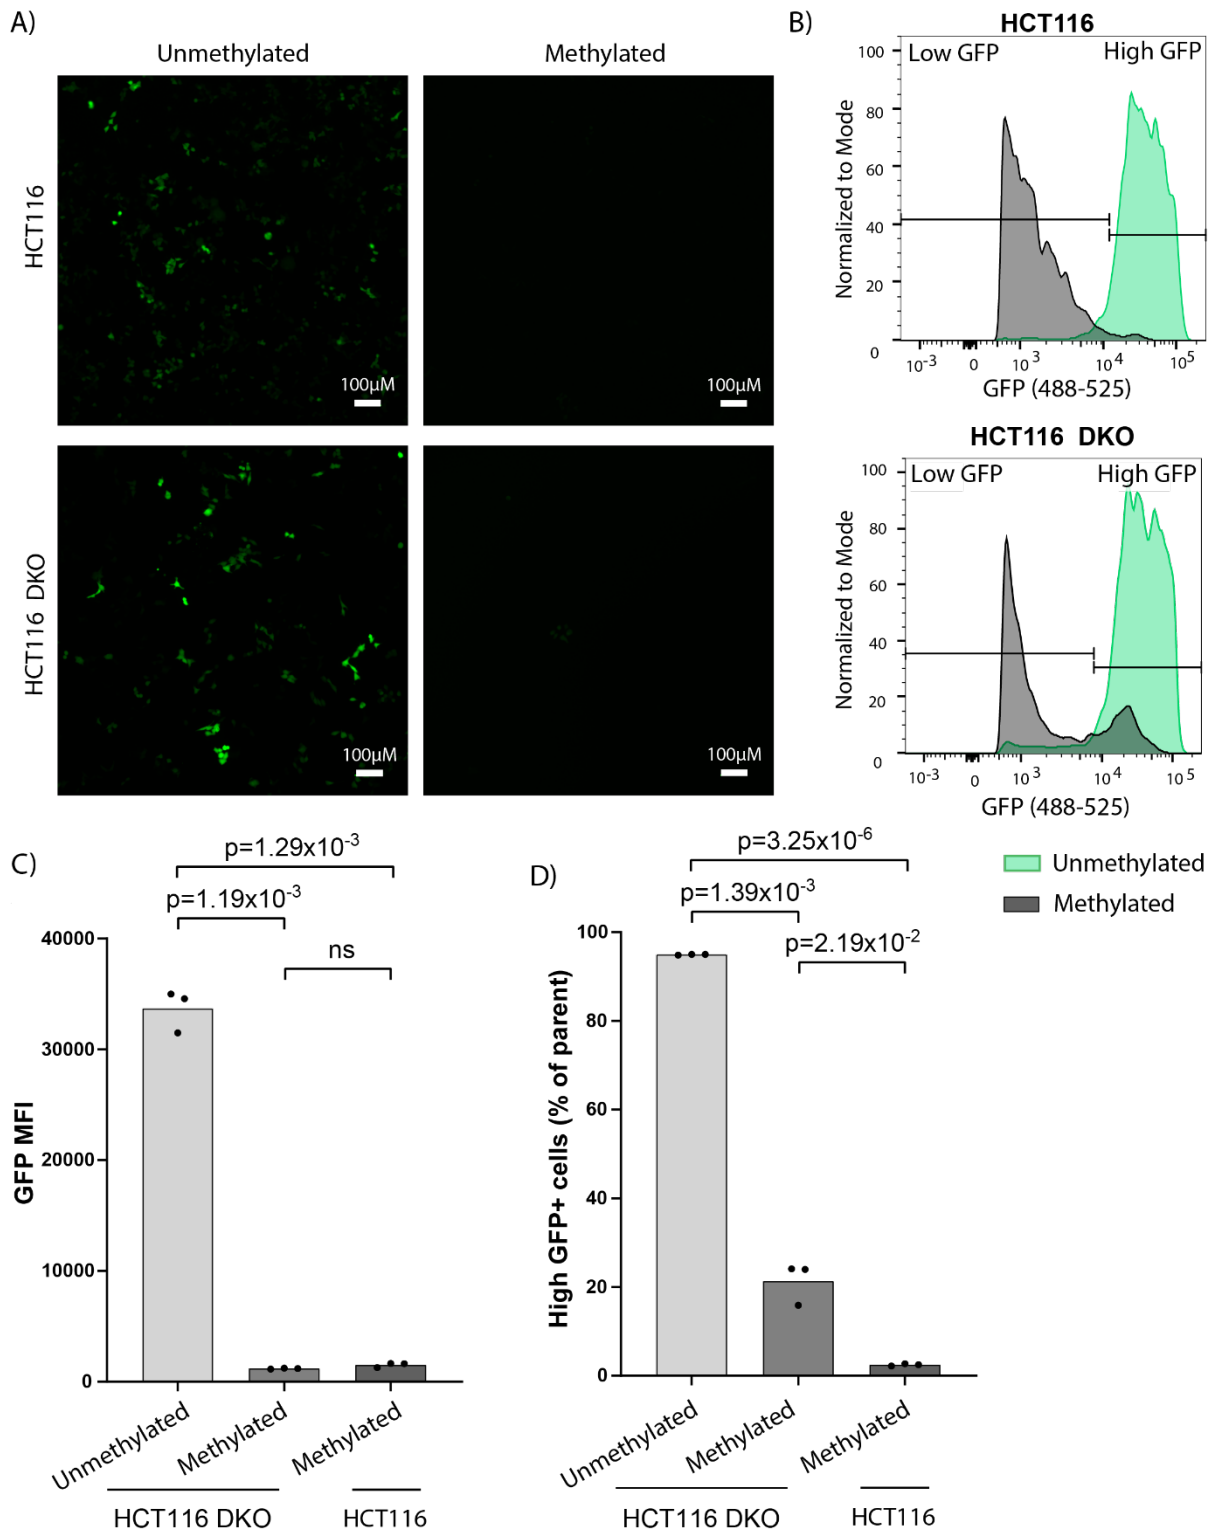 A)
Unmethylated
Methylated
HCT116
100µM
100µM
HCT116 DKO
100µM
100µM
B)
HCT116
Low GFP
High GFP
Normalized to Mode
100
80
60
40
20
0
10-3
0
10^3
10^4
10^5
GFP (488-525)
HCT116 DKO
Low GFP
High GFP
Normalized to Mode
100
80
60
40
20
0
10-3
0
10^3
10^4
10^5
GFP (488-525)
Unmethylated
Methylated
C)
p=1.29x10^-3
p=1.19x10^-3
ns
GFP MFI
40000
30000
20000
10000
0
Unmethylated
Methylated
Methylated
HCT116 DKO
HCT116
D)
p=3.25x10^-6
p=1.39x10^-3
p=2.19x10^-2
High GFP+ cells (% of parent)
100
80
60
40
20
0
Unmethylated
Methylated
Methylated
HCT116 DKO
HCT116